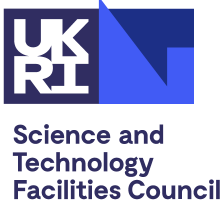 UK
RI
Science and
Technology
Facilities Council